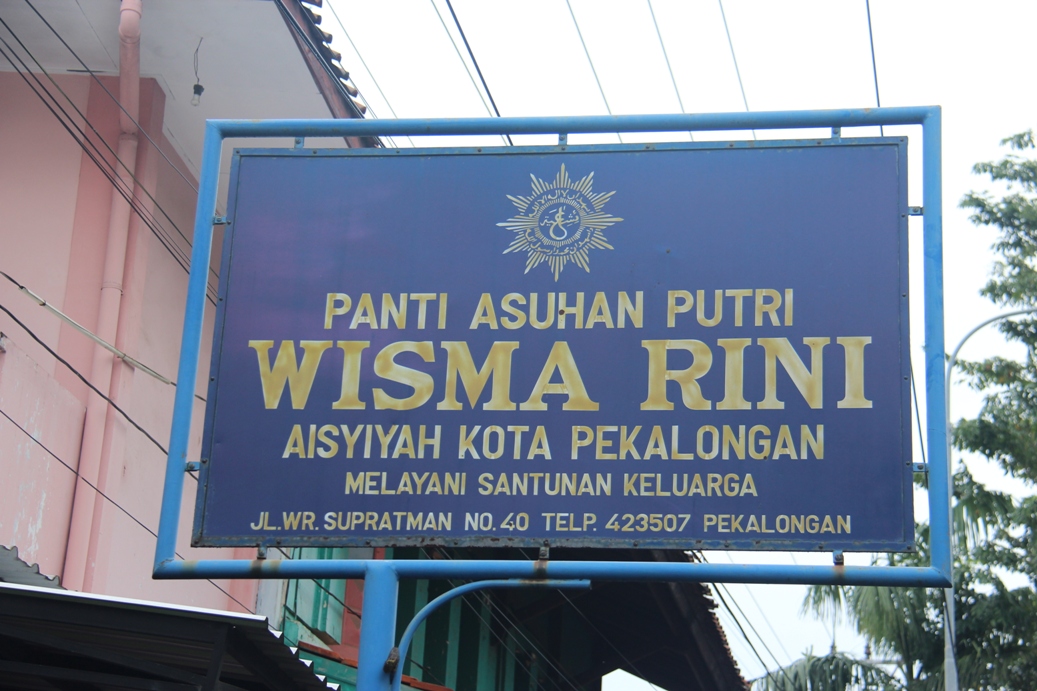 PANTI ASUHAN PUTRI
WISMA RINI
AISYIYAH KOTA PEKALONGAN
MELAYANI SANTUNAN KELUARGA
JL.WR.SUPRATMAN NO.40 TELP. 423507 PEKALONGAN